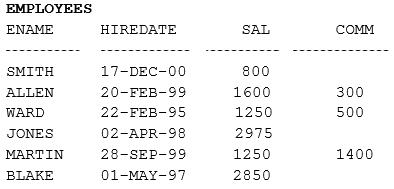 EMPLOYEES
ENAME HIREDATE SAL COMM
---------- ------------ ---------- -------------
SMITH 17-DEC-00 800
ALLEN 20-FEB-99 1600 300
WARD 22-FEB-95 1250 500
JONES 02-APR-98 2975
MARTIN 28-SEP-99 1250 1400
BLAKE 01-MAY-97 2850